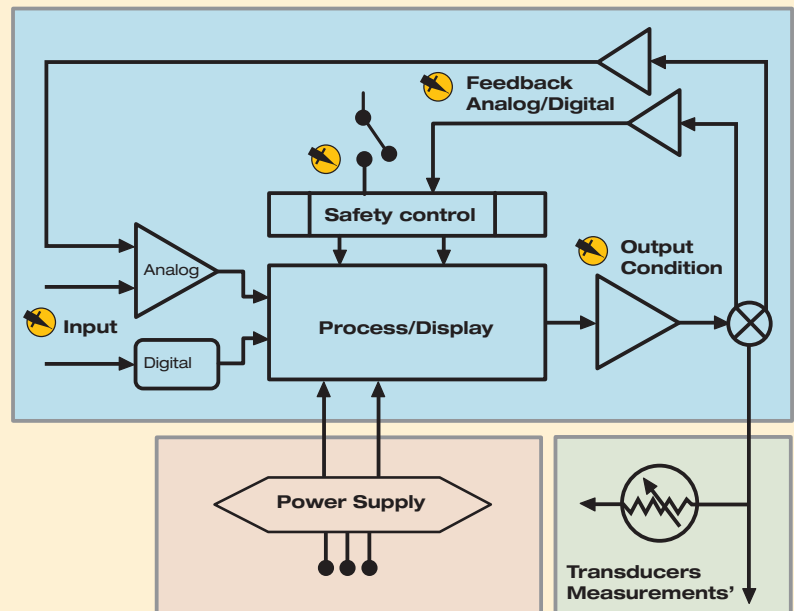 Feedback
Analog/Digital
Safety control
Analog
Output
Condition
Input
Process/Display
Digital
Power Supply
Transducers
Measurements'